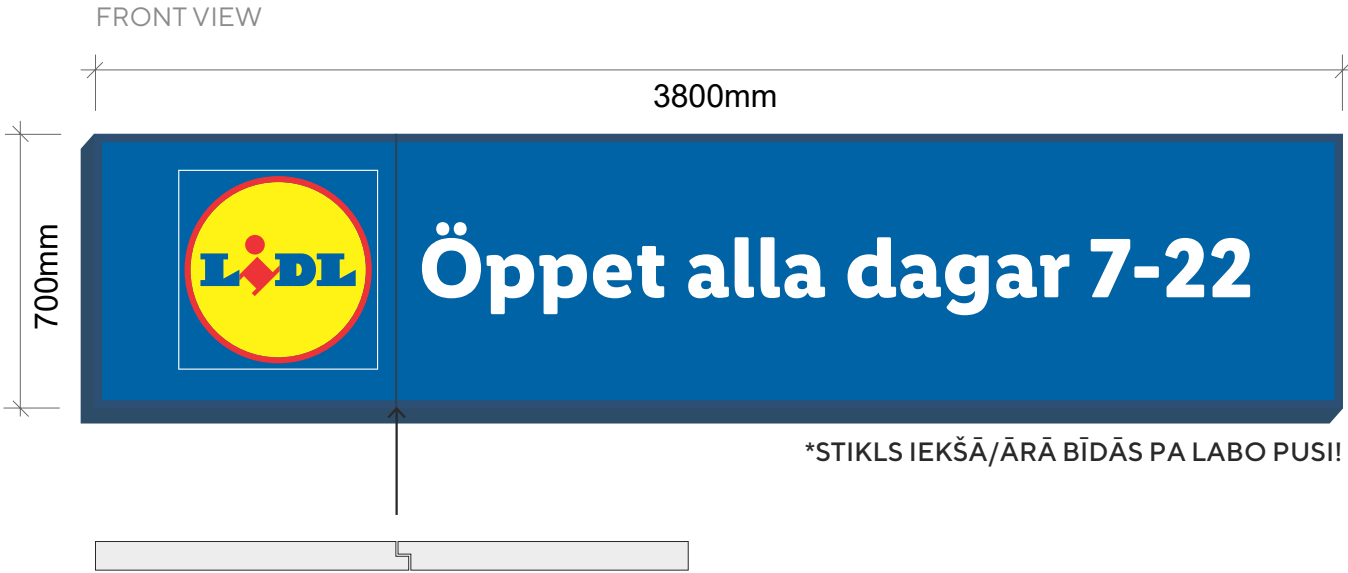 FRONT VIEW
3800mm
700mm
LiDL
Öppet alla dagar 7-22
*STIKLS IEKŠĀ/ĀRĀ BĪDĀS PA LABO PUSI!